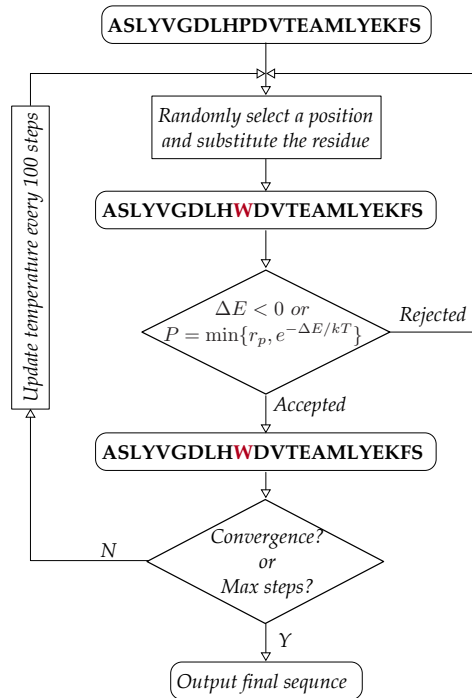 ASLYVGDLHPDVTEAMLYEKFS
Update temperature every 100 steps
Randomly select a position
and substitute the residue
ASLYVGDLHWDVTEAMLYEKFS
ΔE < 0 or
P = min{r_p, e^{-ΔE/kT}}
Rejected
Accepted
ASLYVGDLHWDVTEAMLYEKFS
N
Convergence?
or
Max steps?
Y
Output final sequnce